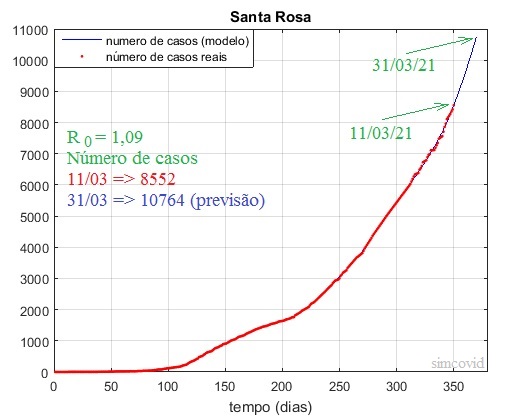 Santa Rosa
numero de casos (modelo)
número de casos reais
31/03/21
11/03/21
R0 = 1,09
Número de casos
11/03 => 8552
31/03 => 10764 (previsão)
11000
10000
9000
8000
7000
6000
5000
4000
3000
2000
1000
0
0 50 100 150 200 250 300 350
tempo (dias)
simcovid